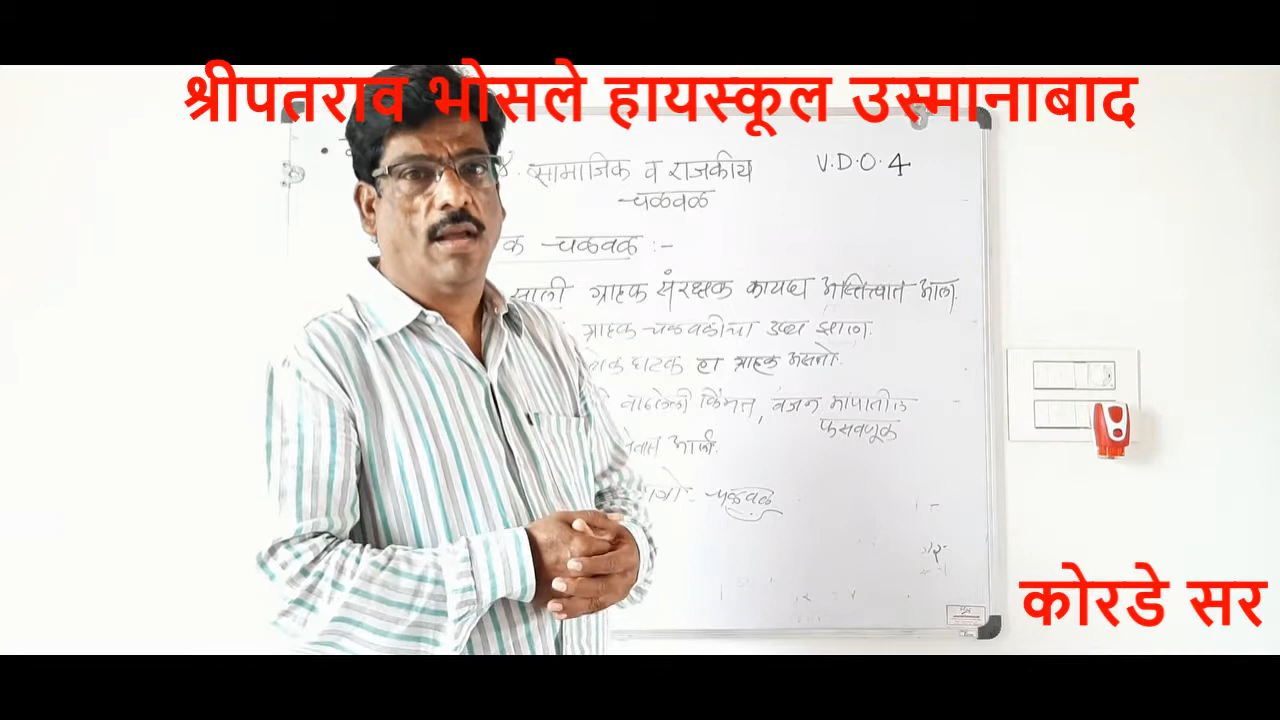 श्रीपतराव भोसले हायस्कूल उस्मानाबाद
४. सामाजिक व राजकीय V.D.O.4
चळवळ
क चळवळ :-
साली ग्राहक संरक्षक कायदा अस्तित्वात आला.
ग्राहक चळवळीचा उदय झाला.
घटक हा ग्राहक असतो.
वाढलेली किंमत, वजन मापातील
फसवणूक
आली.
चळवळ
कोरडे सर